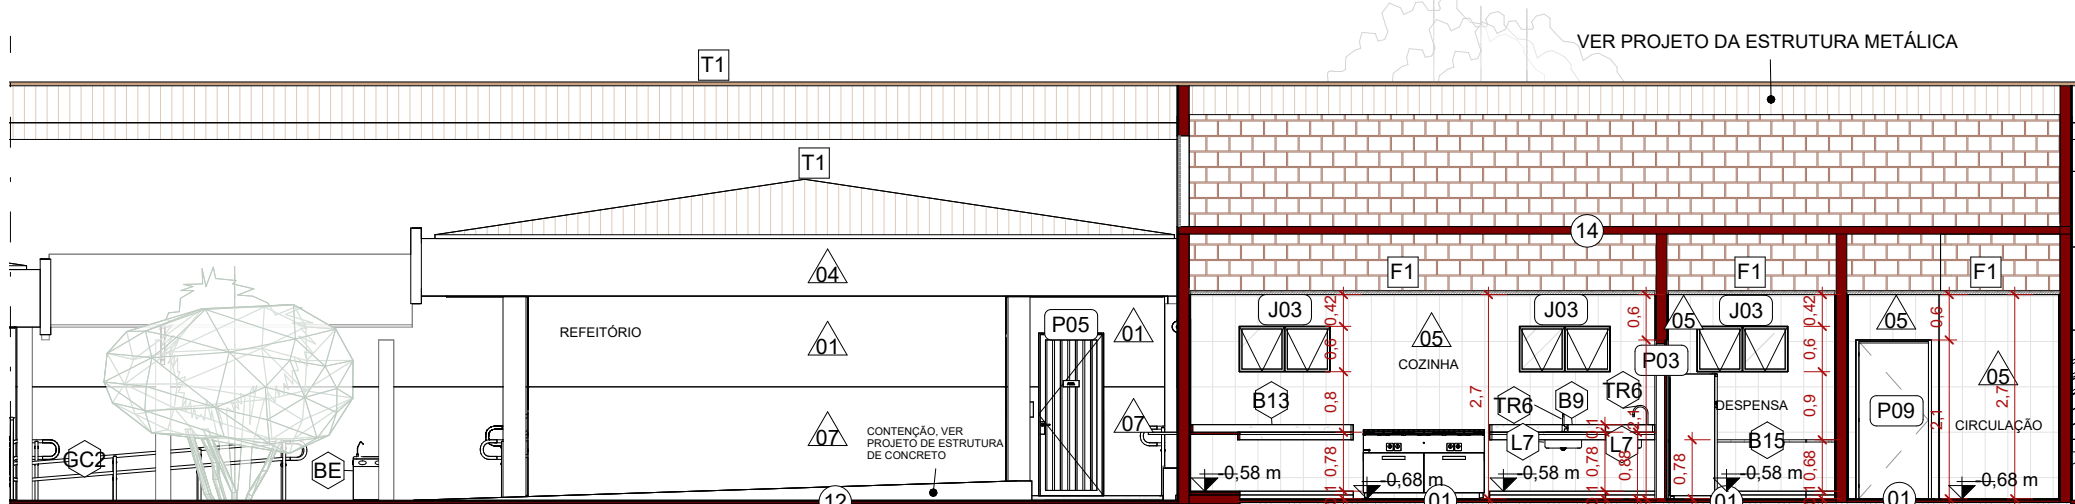 VER PROJETO DA ESTRUTURA METÁLICA
T1
T1
14
04
F1
F1
F1
REFEITÓRIO
P05
01
01
J03
0,42
J03
0,6
05
J03
0,42
05
0,6
05
COZINHA
0,6
P03
0,6
05
B13
0,8
2,7
TR6
B9
TR6
DESPENSA
0,9
P09
2,1
2,7
CIRCULAÇÃO
07
07
CONTENÇÃO, VER
PROJETO DE ESTRUTURA
DE CONCRETO
L7
0,1
L7
B15
GC2
BE
-0,58 m
0,78
-0,68 m
-0,58 m
0,78
0,88
0,78
-0,58 m
0,68
-0,68 m
12
01
01
01